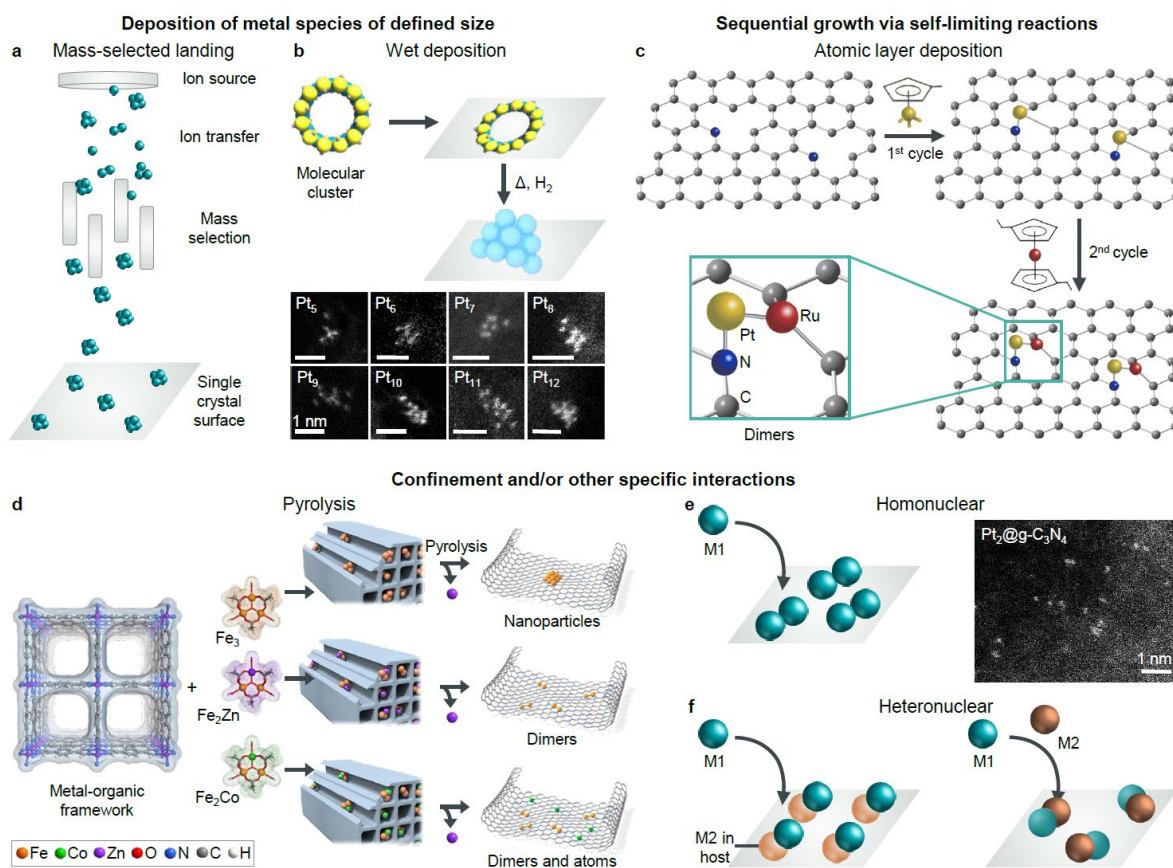 Deposition of metal species of defined size
a
Mass-selected landing
Ion source
Ion transfer
Mass
selection
Single
crystal
surface
b
Wet deposition
Molecular
cluster
Δ, H2
Pt5
Pt6
Pt7
Pt8
Pt9
Pt10
Pt11
Pt12
1 nm
Sequential growth via self-limiting reactions
c
Atomic layer deposition
1st cycle
2nd cycle
Ru
Pt
N
C
Dimers
Confinement and/or other specific interactions
d
Pyrolysis
Metal-organic
framework
+
Fe3
Fe2Zn
Fe2Co
Pyrolysis
Nanoparticles
Dimers
Dimers and atoms
Fe Co Zn O N C H
e
Homonuclear
M1
Pt2@g-C3N4
1 nm
f
Heteronuclear
M1
M2 in
host
M2
M1